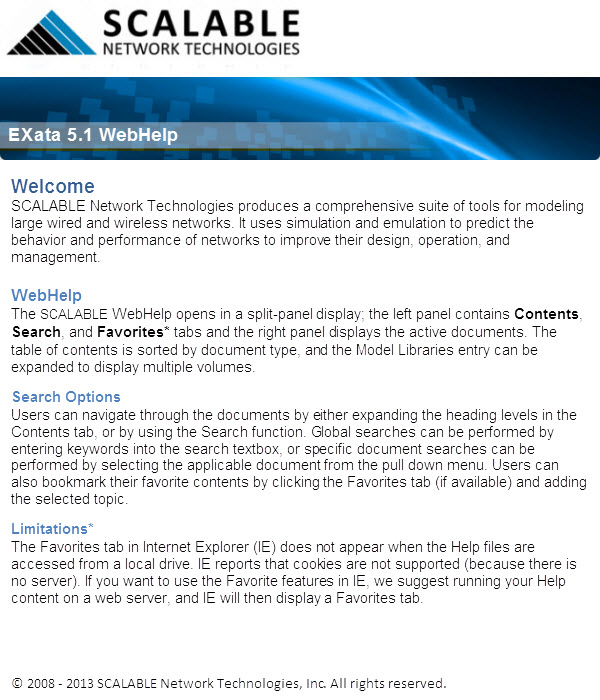 SCALABLE
NETWORK TECHNOLOGIES
EXata 5.1 WebHelp
Welcome
SCALABLE Network Technologies produces a comprehensive suite of tools for modeling
large wired and wireless networks. It uses simulation and emulation to predict the
behavior and performance of networks to improve their design, operation, and
management.
WebHelp
The SCALABLE WebHelp opens in a split-panel display; the left panel contains Contents,
Search, and Favorites* tabs and the right panel displays the active documents. The
table of contents is sorted by document type, and the Model Libraries entry can be
expanded to display multiple volumes.
Search Options
Users can navigate through the documents by either expanding the heading levels in the
Contents tab, or by using the Search function. Global searches can be performed by
entering keywords into the search textbox, or specific document searches can be
performed by selecting the applicable document from the pull down menu. Users can
also bookmark their favorite contents by clicking the Favorites tab (if available) and adding
the selected topic.
Limitations*
The Favorites tab in Internet Explorer (IE) does not appear when the Help files are
accessed from a local drive. IE reports that cookies are not supported (because there is
no server). If you want to use the Favorite features in IE, we suggest running your Help
content on a web server, and IE will then display a Favorites tab.
© 2008 - 2013 SCALABLE Network Technologies, Inc. All rights reserved.